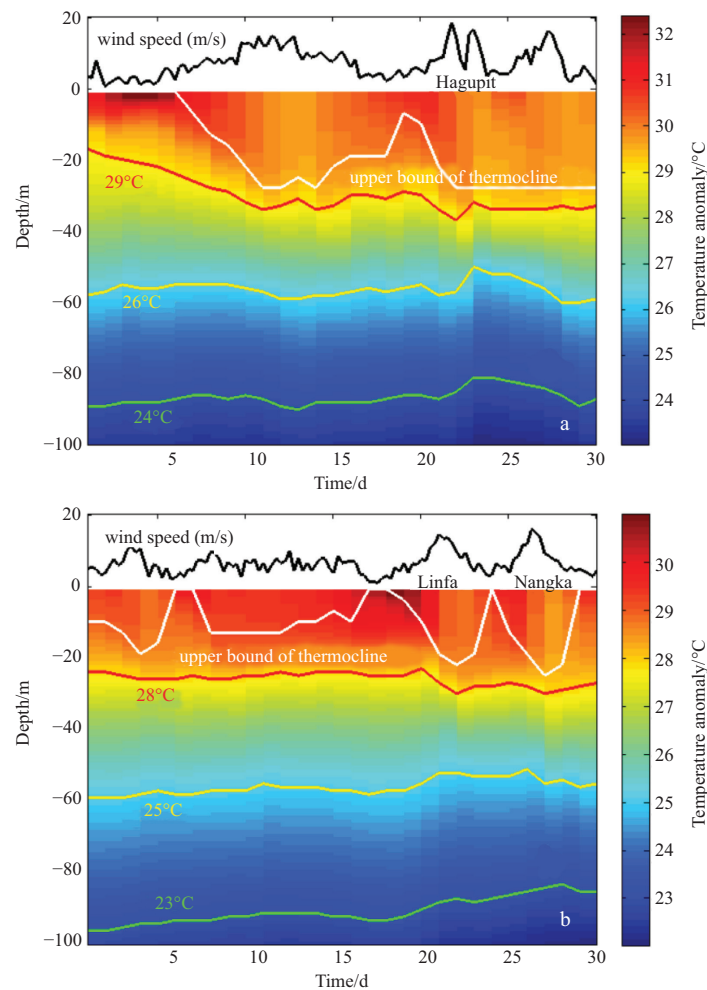 20
wind speed (m/s)
0
Hagupit
−20
upper bound of thermocline
29°C
−40
−60
26°C
−80
24°C
−100
a
5
10
15
20
25
30
Time/d
Depth/m
32
31
30
29
28
27
26
25
24
Temperature anomaly/°C
20
wind speed (m/s)
0
Linfa
Nangka
−20
upper bound of thermocline
28°C
−40
−60
25°C
−80
23°C
−100
b
5
10
15
20
25
30
Time/d
Depth/m
30
29
28
27
26
25
24
23
Temperature anomaly/°C